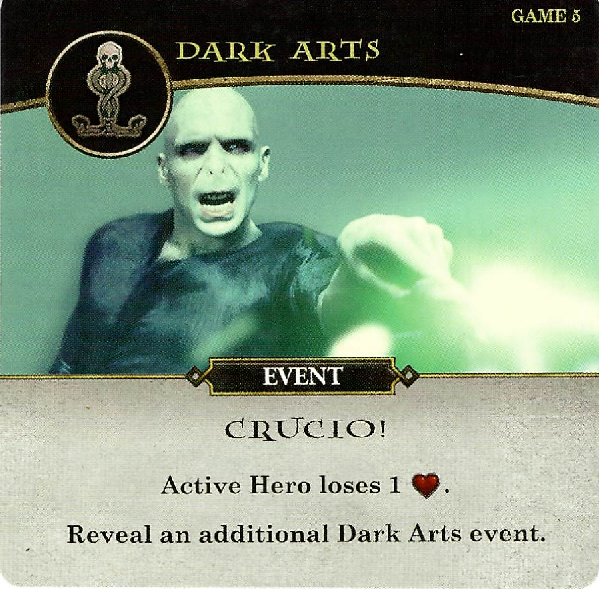 GAME 5
DARK ARTS
EVENT
CRUCIO!
Active Hero loses 1 .
Reveal an additional Dark Arts event.